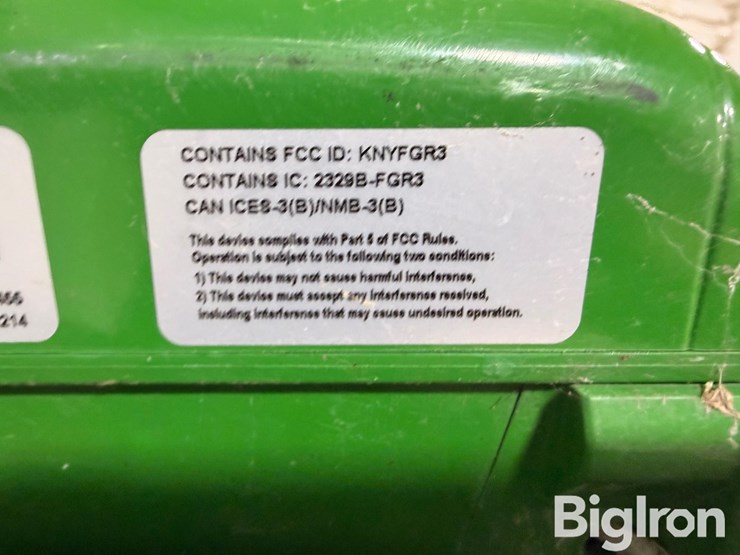 CONTAINS FCC ID: KNYFGR3
CONTAINS IC: 2329B-FGR3
CAN ICES-3(B)/NMB-3(B)
This device complies with Part 5 of FCC Rules.
Operation is subject to the following two conditions:
1) This device may not cause harmful interference,
2) This device must accept any interference received,
including interference that may cause undesired operation.
214
BigIron